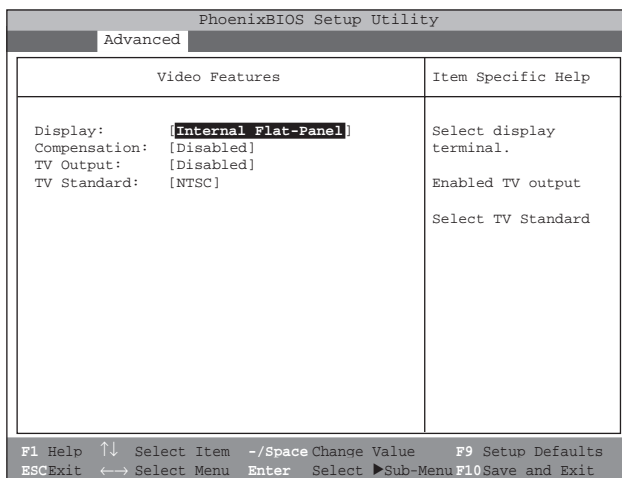 PhoenixBIOS Setup Utility
Advanced
Video Features
Item Specific Help
Display: [Internal Flat-Panel]
Compensation: [Disabled]
TV Output: [Disabled]
TV Standard: [NTSC]
Select display
terminal.
Enabled TV output
Select TV Standard
F1 Help ↑↓ Select Item -/Space Change Value F9 Setup Defaults
ESC Exit ←→ Select Menu Enter Select ▶Sub-Menu F10 Save and Exit